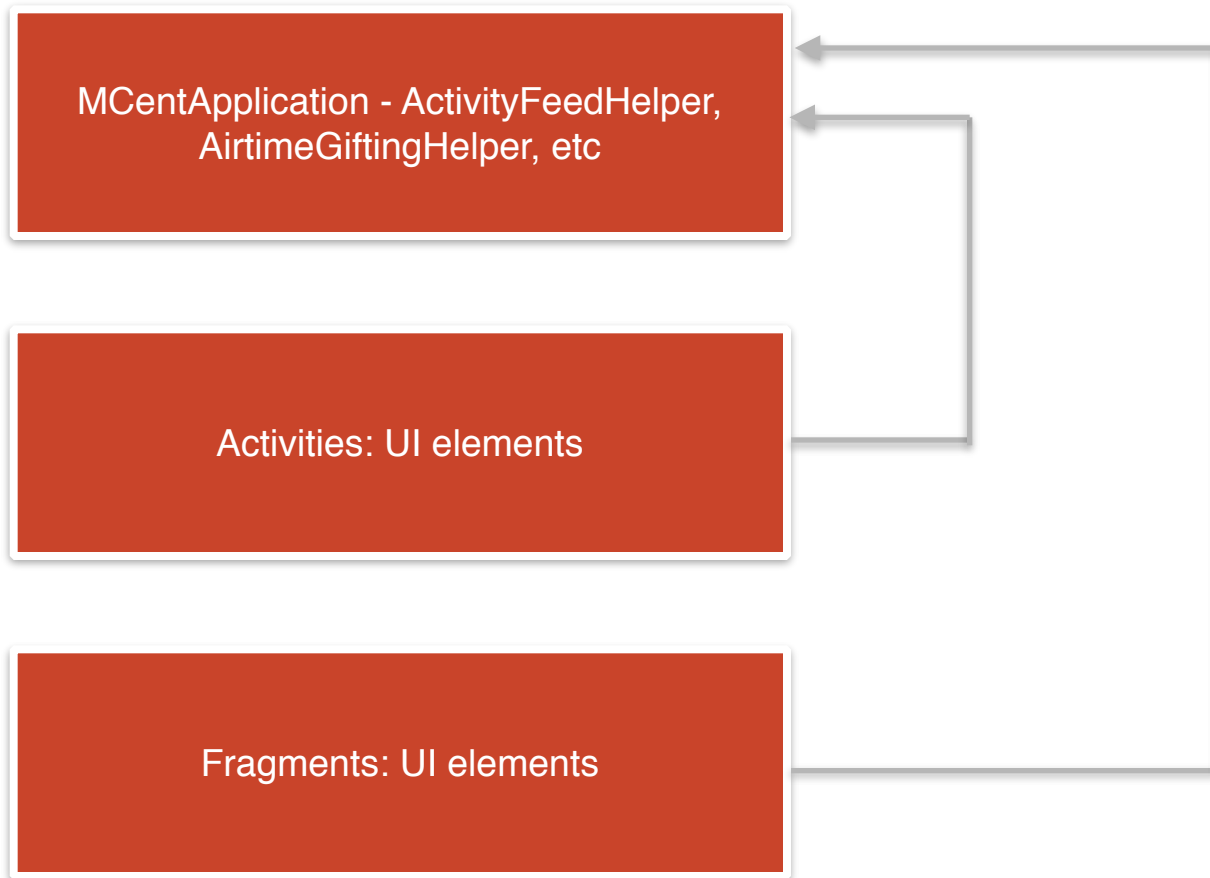 MCentApplication - ActivityFeedHelper,
AirtimeGiftingHelper, etc
Activities: UI elements
Fragments: UI elements